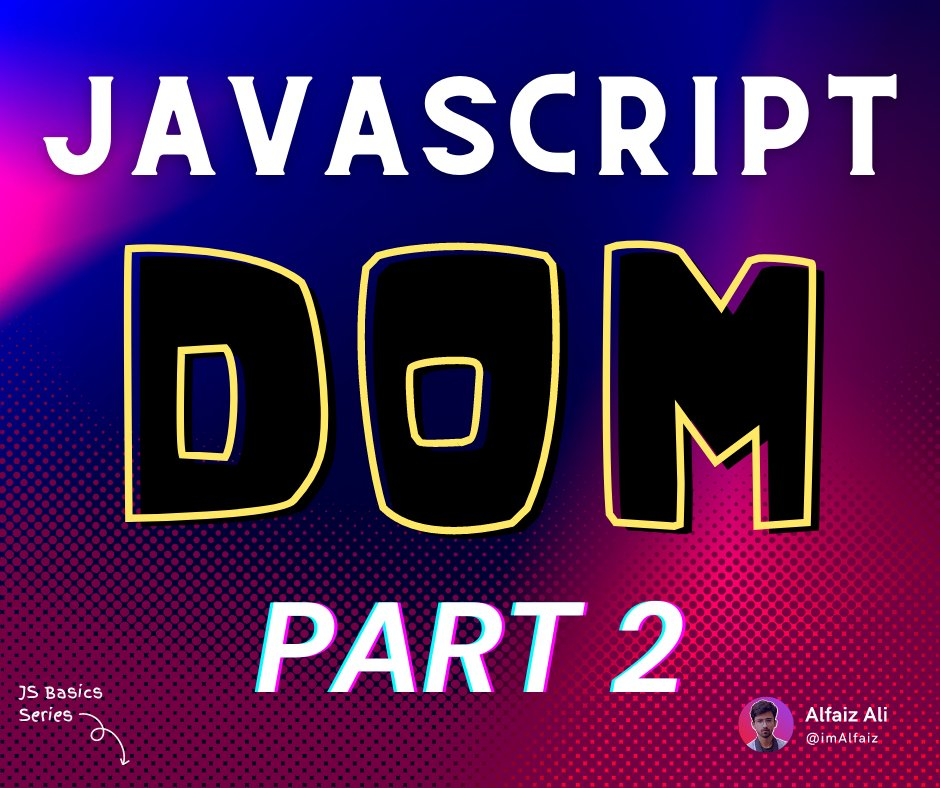 JAVASCRIPT
DOM
PART 2
JS Basics
Series
Alfaiz Ali
@imAlfaiz